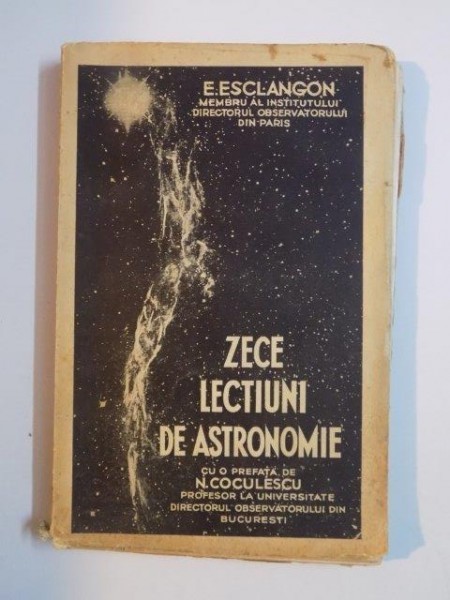 E. ESCLANGON
MEMBRU AL INSTITUTULUI
DIRECTORUL OBSERVATORULUI
DIN PARIS
ZECE
LECTIUNI
DE ASTRONOMIE
CU O PREFAȚA DE
N. COCULESCU
PROFESOR LA UNIVERSITATE
DIRECTORUL OBSERVATORULUI DIN
BUCURESTI